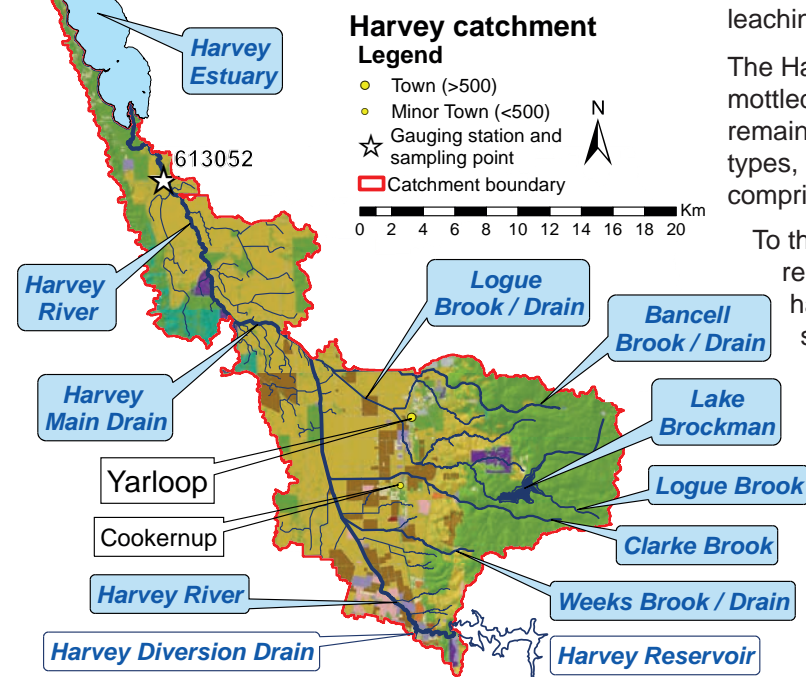 Harvey catchment
Legend
Town (>500)
Minor Town (<500)
Gauging station and
sampling point
Catchment boundary
N
Km
0 2 4 6 8 10 12 14 16 18 20
Harvey
Estuary
613052
Harvey
River
Logue
Brook / Drain
Bancell
Brook / Drain
Harvey
Main Drain
Lake
Brockman
Yarloop
Logue Brook
Cookernup
Clarke Brook
Harvey River
Weeks Brook / Drain
Harvey Diversion Drain
Harvey Reservoir
leachin
The Ha
mottled
remain
types,
compri
To th
re
ha
s